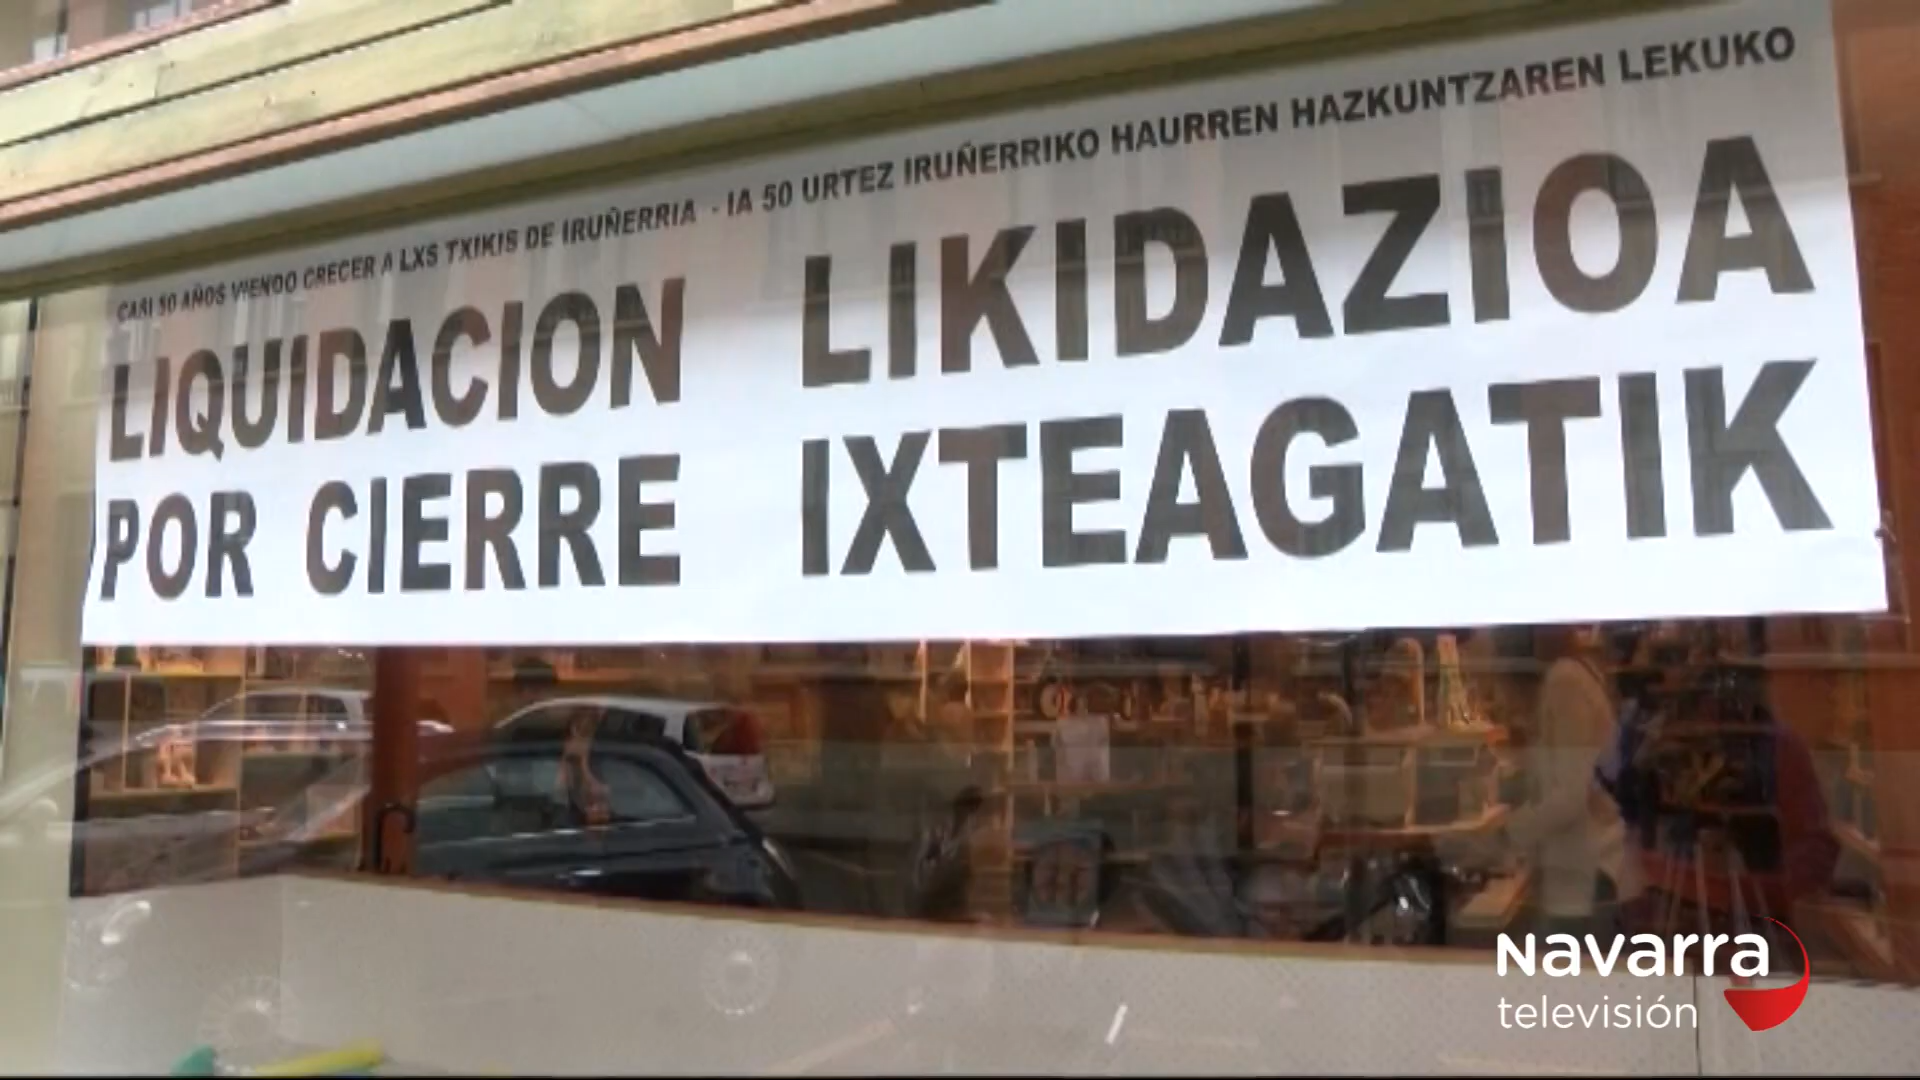 CASI 50 AÑOS VIENDO CRECER A LXS TXIKIS DE IRUÑERRIA - IA 50 URTEZ IRUÑERRIKO HAURREN HAZKUNTZAREN LEKUKO
LIQUIDACION LIKIDAZIOA
POR CIERRE IXTEAGATIK
Navarra
televisión